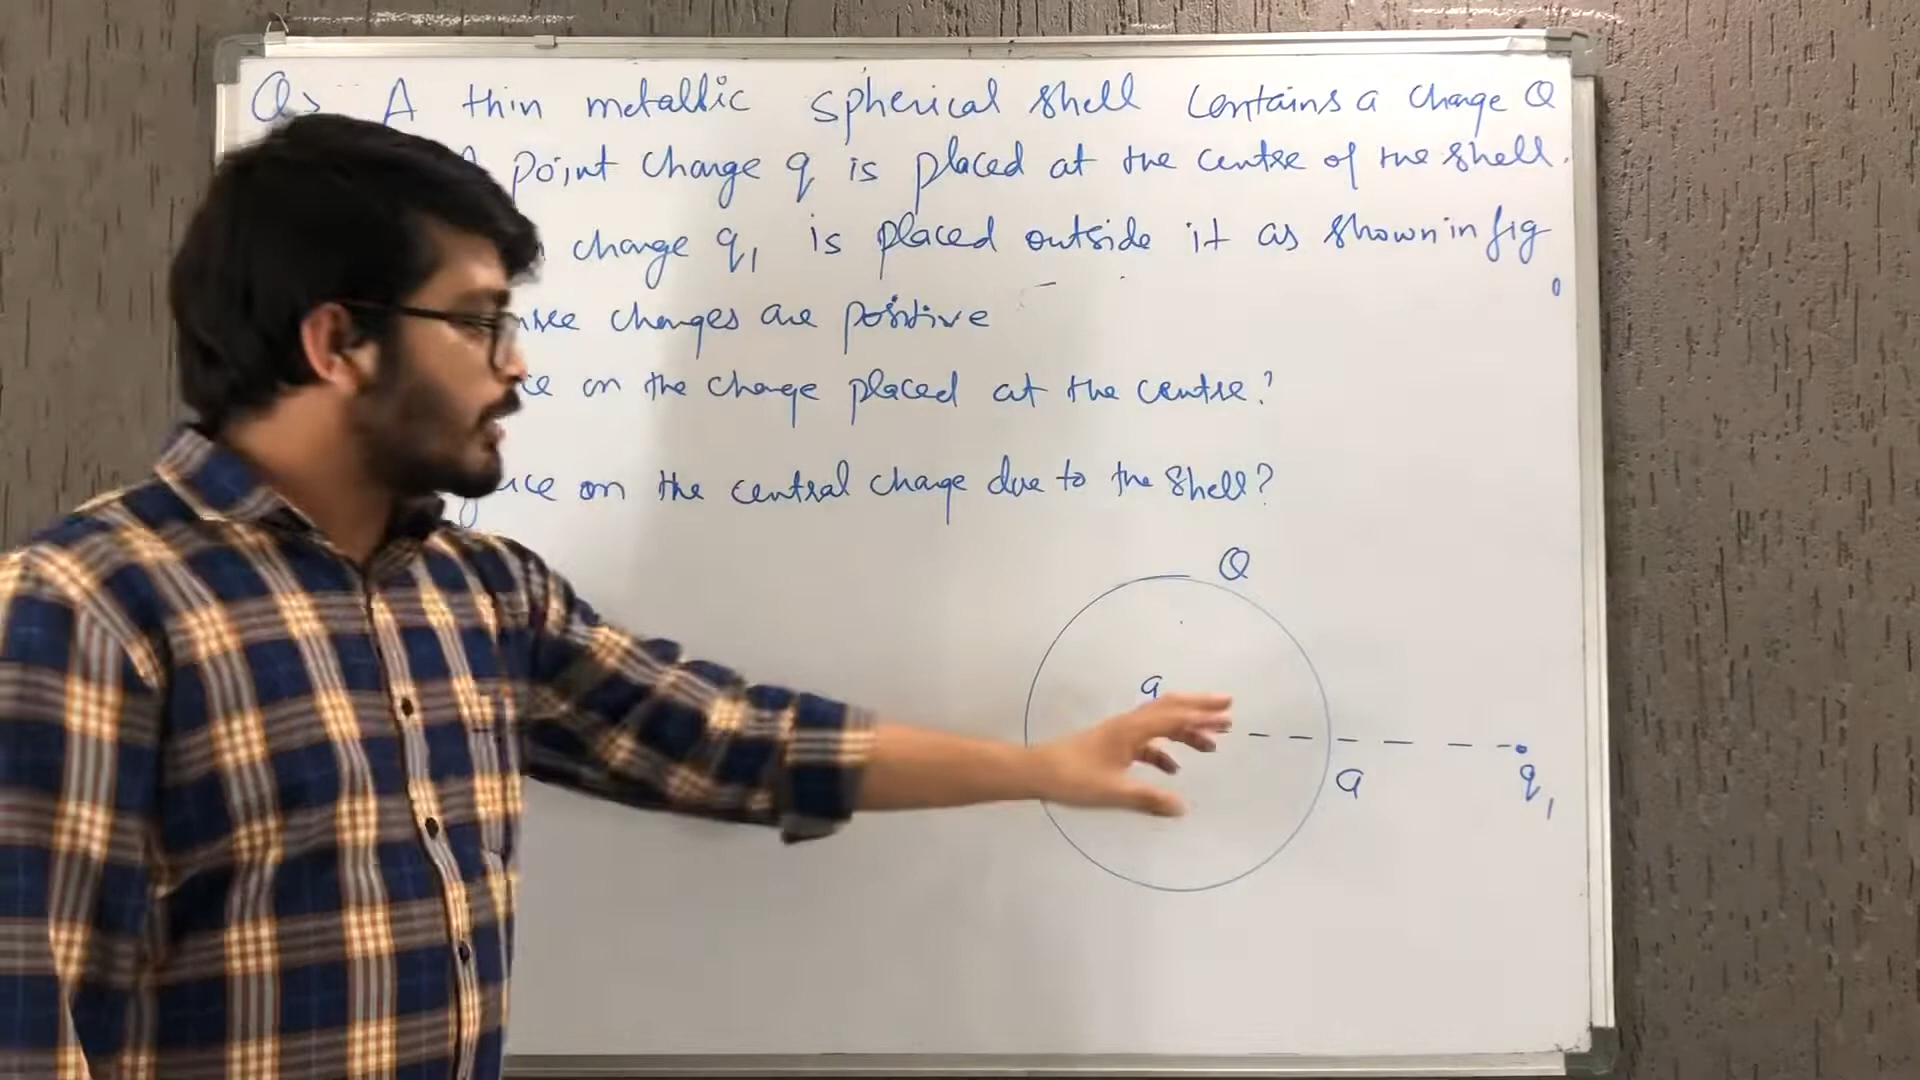 Q> A thin metallic spherical shell contains a charge Q
point charge q is placed at the centre of the shell.
charge q1 is placed outside it as shown in fig
charges are positive
on the charge placed at the centre?
on the central charge due to the shell?
Q
q
a
q1